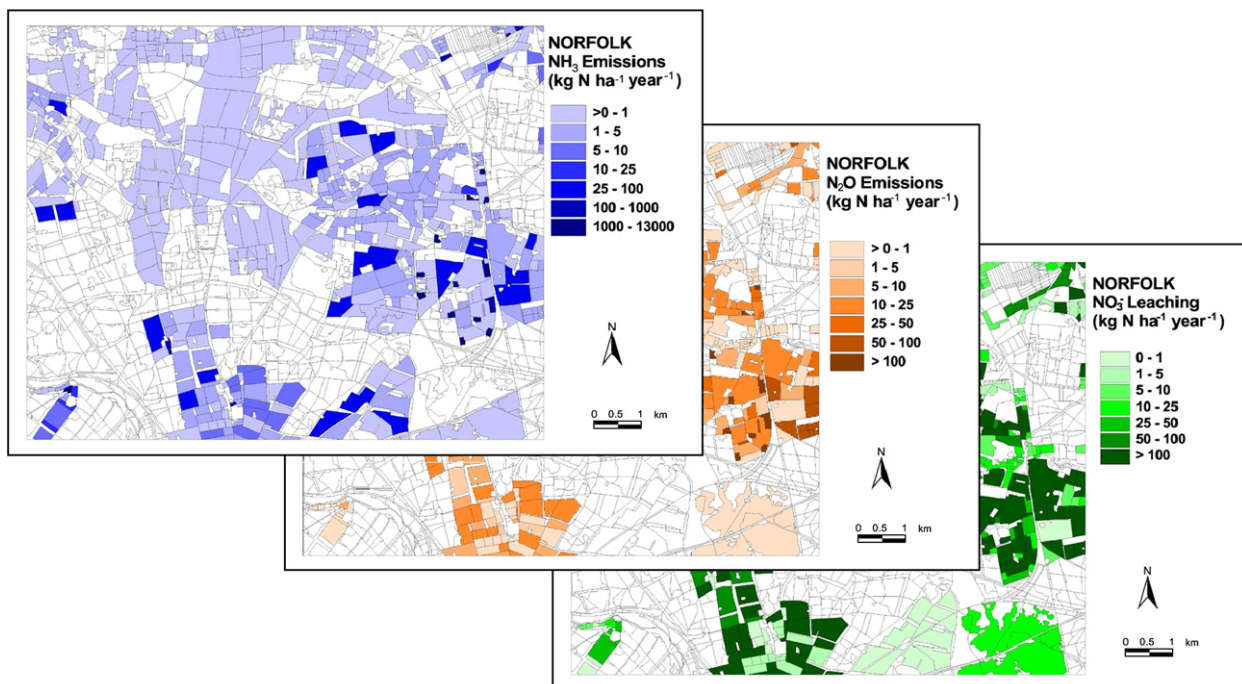 NORFOLK
NH₃ Emissions
(kg N ha⁻¹ year⁻¹)
>0 - 1
1 - 5
5 - 10
10 - 25
25 - 100
100 - 1000
1000 - 13000
N
0 0.5 1 km
NORFOLK
N₂O Emissions
(kg N ha⁻¹ year⁻¹)
> 0 - 1
1 - 5
5 - 10
10 - 25
25 - 50
50 - 100
> 100
N
0 0.5 1 km
NORFOLK
NO₃⁻ Leaching
(kg N ha⁻¹ year⁻¹)
0 - 1
1 - 5
5 - 10
10 - 25
25 - 50
50 - 100
> 100
N
0 0.5 1 km